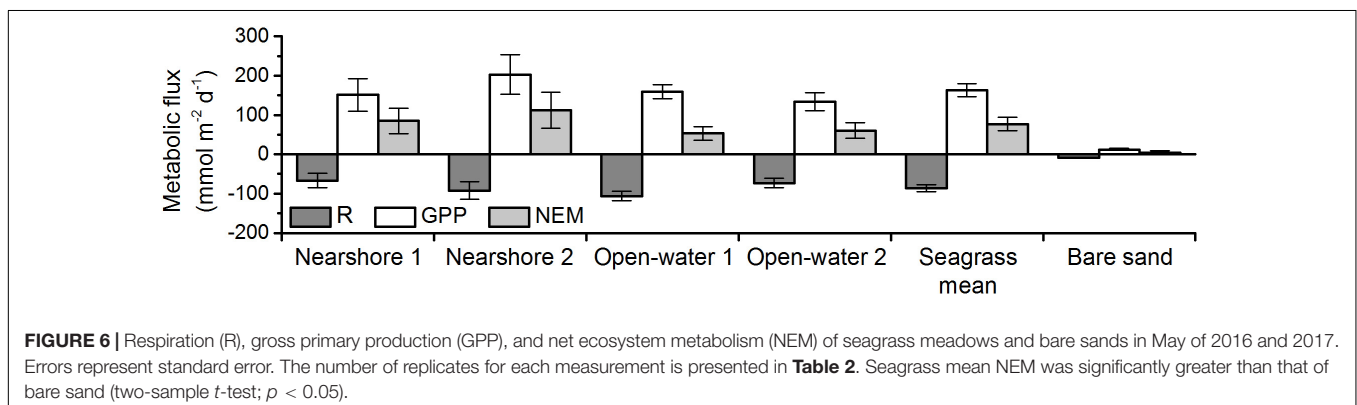 300
200
100
0
-100
-200
Metabolic flux
(mmol m⁻² d⁻¹)
R GPP NEM
Nearshore 1 Nearshore 2 Open-water 1 Open-water 2 Seagrass mean Bare sand
FIGURE 6 | Respiration (R), gross primary production (GPP), and net ecosystem metabolism (NEM) of seagrass meadows and bare sands in May of 2016 and 2017.
Errors represent standard error. The number of replicates for each measurement is presented in Table 2. Seagrass mean NEM was significantly greater than that of
bare sand (two-sample t-test; p < 0.05).